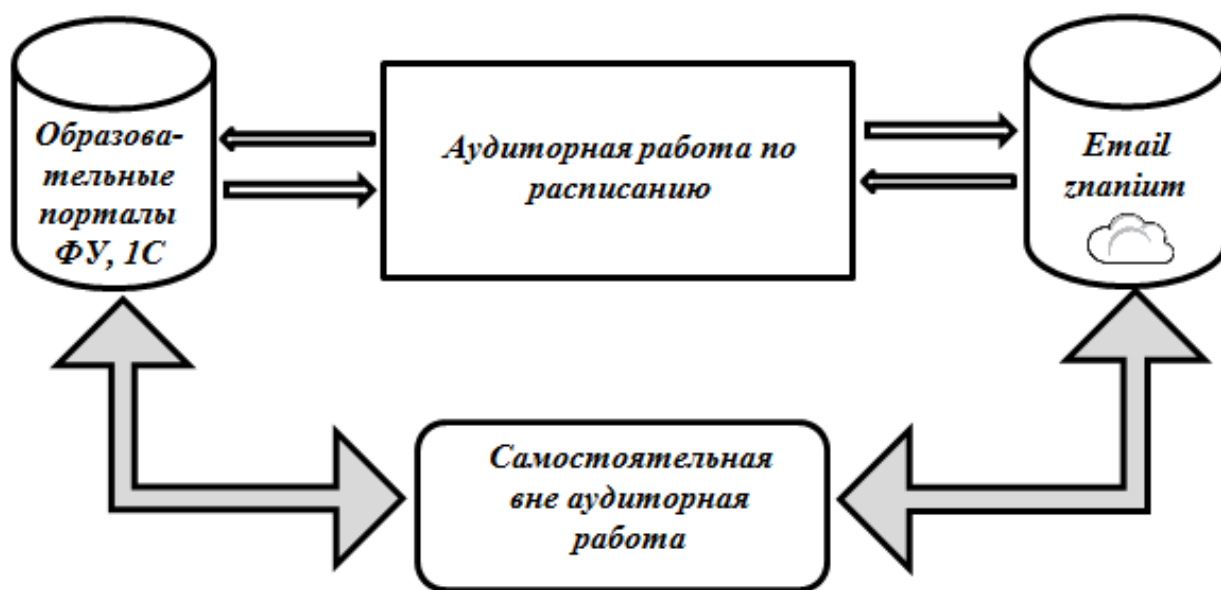 Образова-
тельные
порталы
ФУ, 1С
Аудиторная работа по
расписанию
Email
znanium
Самостоятельная
вне аудиторная
работа